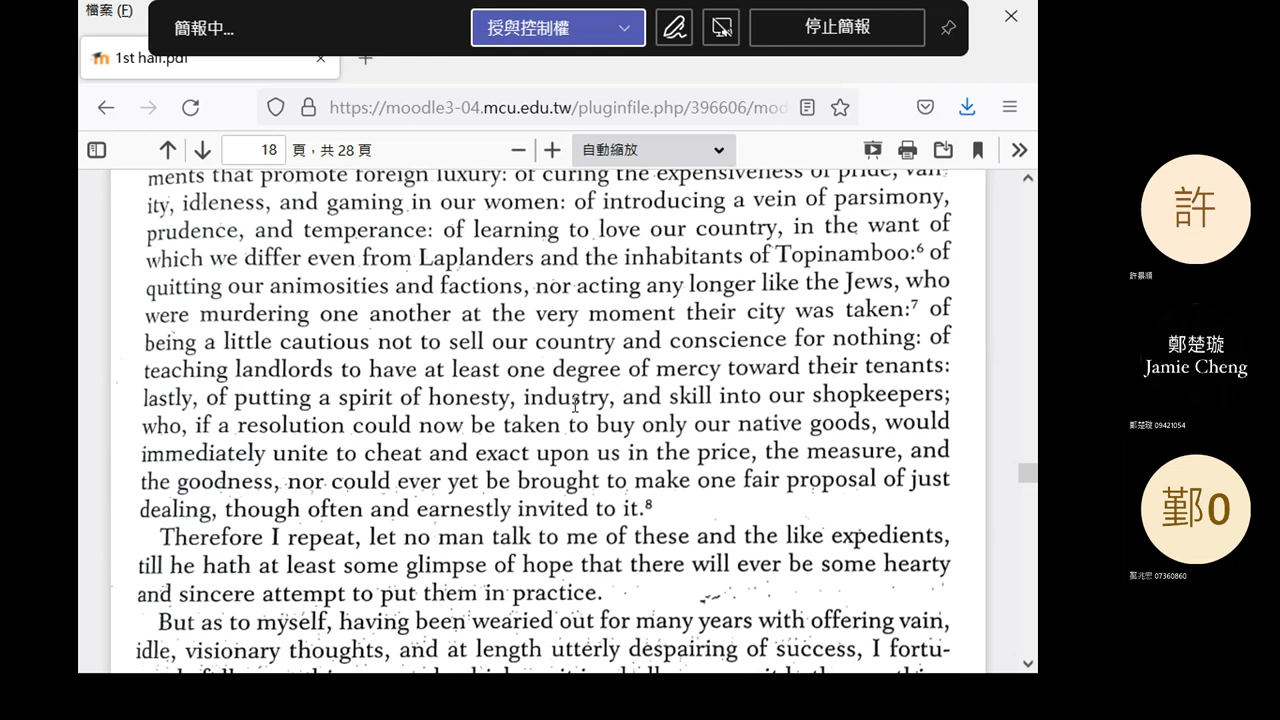 檔案 (F)
簡報中...
授與控制權
停止簡報
1st half.pdf
https://moodle3-04.mcu.edu.tw/pluginfile.php/396606/mod
18 頁，共 28 頁
自動縮放
ments that promote foreign luxury: of curing the expensiveness of pride, van-
ity, idleness, and gaming in our women: of introducing a vein of parsimony,
prudence, and temperance: of learning to love our country, in the want of
which we differ even from Laplanders and the inhabitants of Topinamboo:⁶ of
quitting our animosities and factions, nor acting any longer like the Jews, who
were murdering one another at the very moment their city was taken:⁷ of
being a little cautious not to sell our country and conscience for nothing: of
teaching landlords to have at least one degree of mercy toward their tenants:
lastly, of putting a spirit of honesty, industry, and skill into our shopkeepers;
who, if a resolution could now be taken to buy only our native goods, would
immediately unite to cheat and exact upon us in the price, the measure, and
the goodness, nor could ever yet be brought to make one fair proposal of just
dealing, though often and earnestly invited to it.⁸
Therefore I repeat, let no man talk to me of these and the like expedients,
till he hath at least some glimpse of hope that there will ever be some hearty
and sincere attempt to put them in practice.
But as to myself, having been wearied out for many years with offering vain,
idle, visionary thoughts, and at length utterly despairing of success, I fortu-
許
許景順
鄭楚璇
Jamie Cheng
鄭楚璇 09421054
鄞0
鄞兆宏 07360860